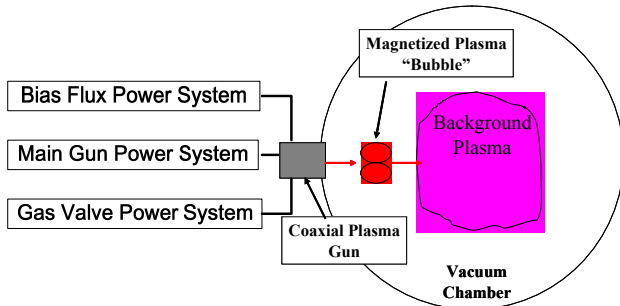 Magnetized Plasma
“Bubble”
Bias Flux Power System
Background
Plasma
Main Gun Power System
Gas Valve Power System
Coaxial Plasma
Gun
Vacuum
Chamber